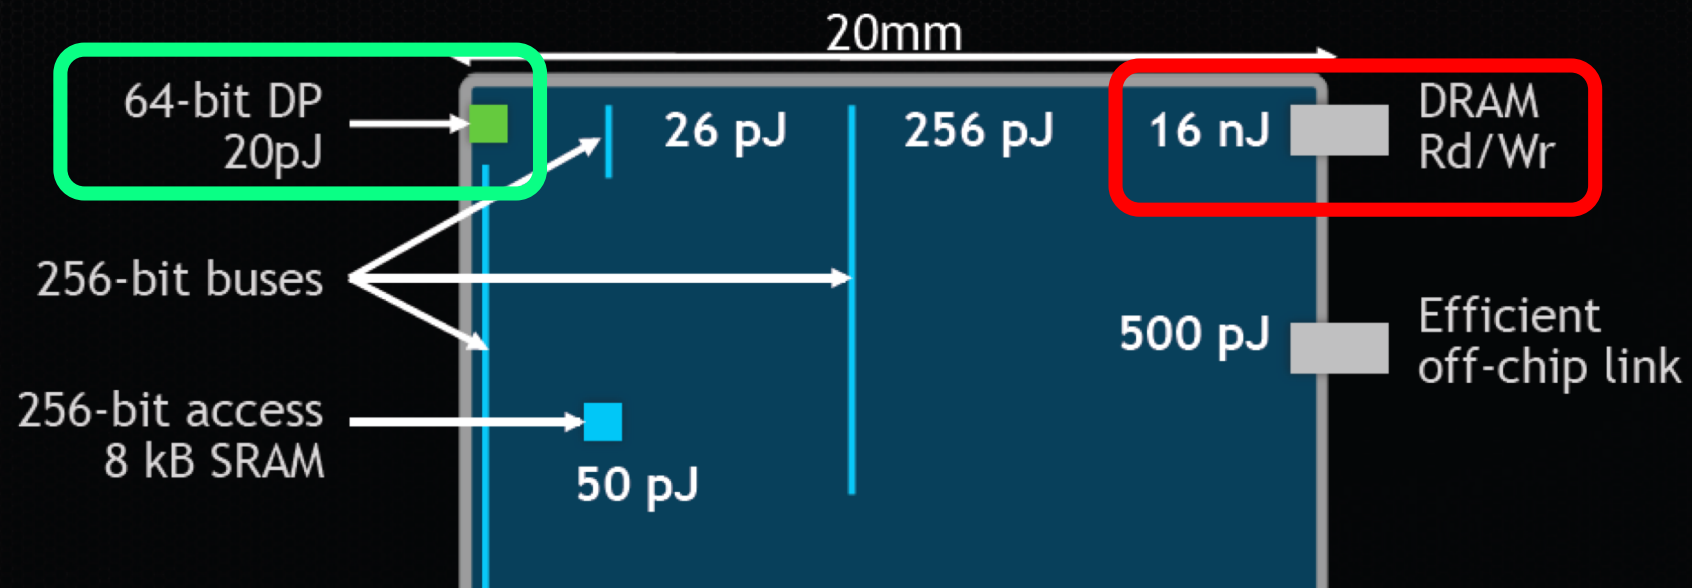 20mm
64-bit DP
20pJ
26 pJ
256 pJ
16 nJ
DRAM
Rd/Wr
256-bit buses
500 pJ
Efficient
off-chip link
256-bit access
8 kB SRAM
50 pJ